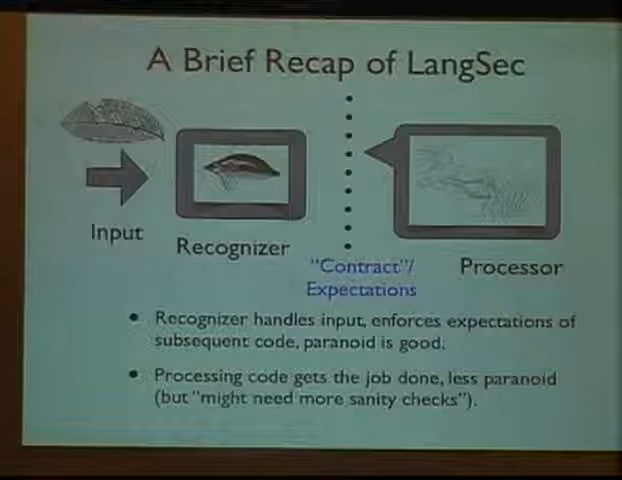 A Brief Recap of LangSec
Input
Recognizer
"Contract"/
Expectations
Processor
• Recognizer handles input, enforces expectations of
subsequent code, paranoid is good.
• Processing code gets the job done, less paranoid
(but "might need more sanity checks").